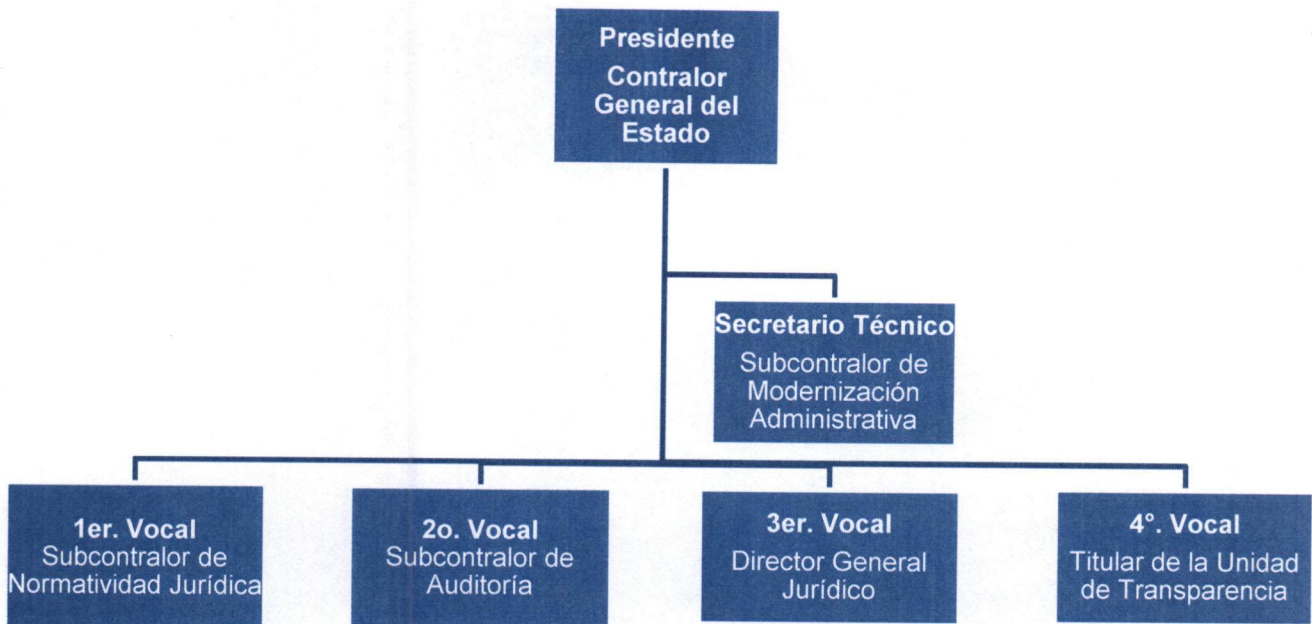 Presidente
Contralor
General del
Estado
Secretario Técnico
Subcontralor de
Modernización
Administrativa
1er. Vocal
Subcontralor de
Normatividad Jurídica
2o. Vocal
Subcontralor de
Auditoría
3er. Vocal
Director General
Jurídico
4°. Vocal
Titular de la Unidad
de Transparencia